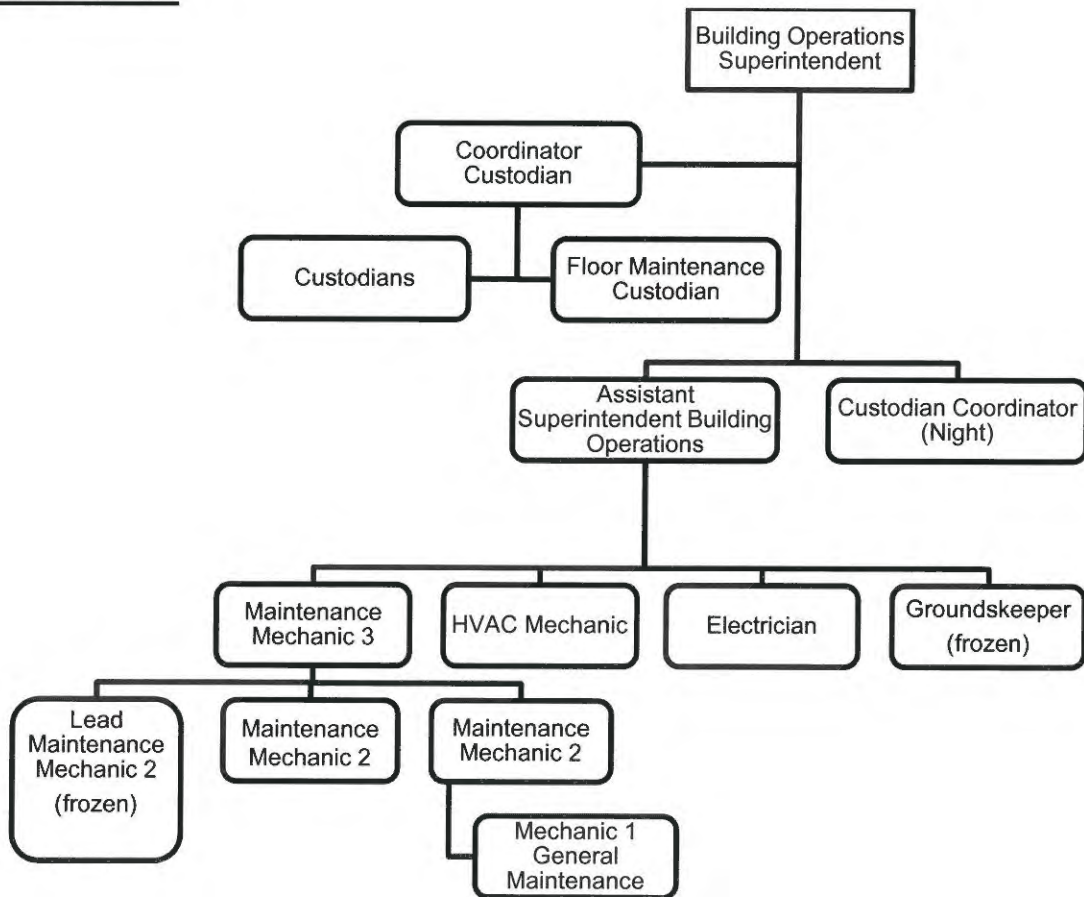 Building Operations
Superintendent
Coordinator
Custodian
Custodians
Floor Maintenance
Custodian
Assistant
Superintendent Building
Operations
Custodian Coordinator
(Night)
Maintenance
Mechanic 3
HVAC Mechanic
Electrician
Groundskeeper
(frozen)
Lead
Maintenance
Mechanic 2
(frozen)
Maintenance
Mechanic 2
Maintenance
Mechanic 2
Mechanic 1
General
Maintenance